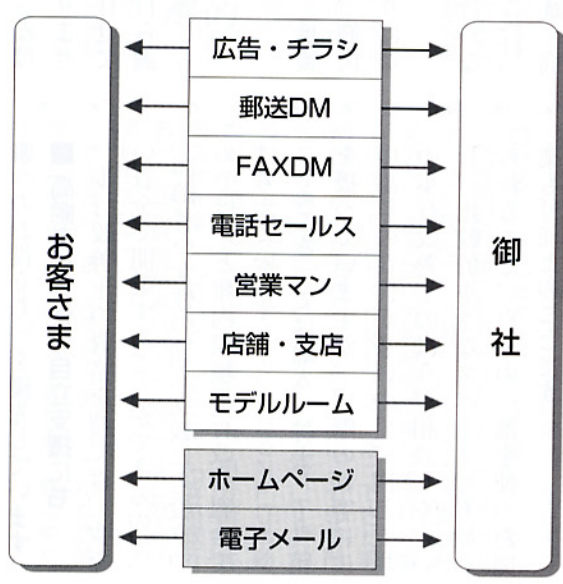 お客さま
広告・チラシ
郵送DM
FAXDM
電話セールス
営業マン
店舗・支店
モデルルーム
ホームページ
電子メール
御社